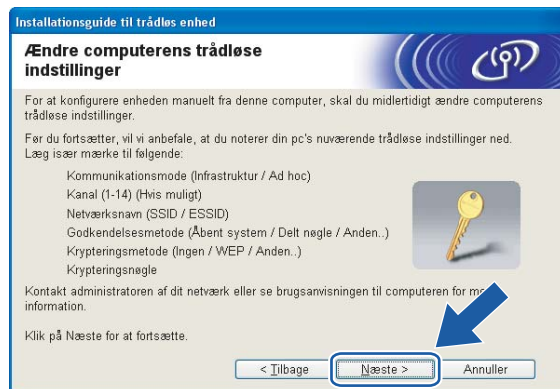 Installationsguide til trådløs enhed
Ændre computerens trådløse
indstillinger
For at konfigurere enheden manuelt fra denne computer, skal du midlertidigt ændre computerens
trådløse indstillinger.
Før du fortsætter, vil vi anbefale, at du noterer din pc's nuværende trådløse indstillinger ned.
Læg især mærke til følgende:
Kommunikationsmode (Infrastruktur / Ad hoc)
Kanal (1-14) (Hvis muligt)
Netværksnavn (SSID / ESSID)
Godkendelsesmetode (Åbent system / Delt nøgle / Anden..)
Krypteringsmetode (Ingen / WEP / Anden..)
Krypteringsnøgle
Kontakt administratoren af dit netværk eller se brugsanvisningen til computeren for
information.
Klik på Næste for at fortsætte.
< Tilbage Næste > Annuller